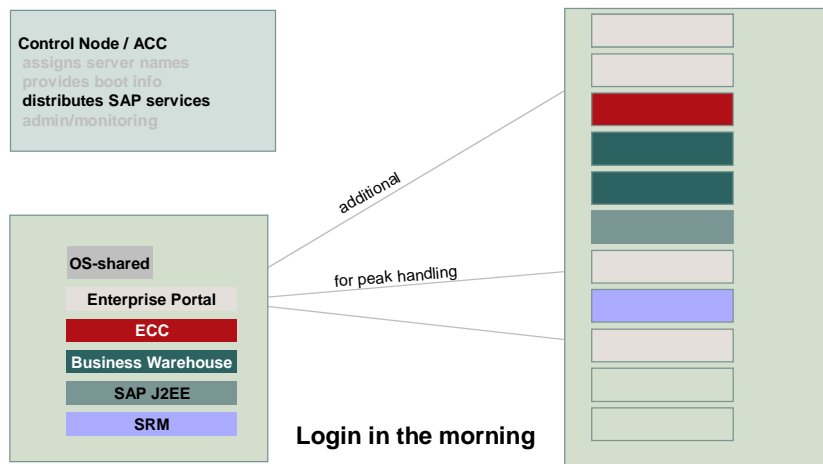 Control Node / ACC
assigns server names
provides boot info
distributes SAP services
admin/monitoring
additional
for peak handling
OS-shared
Enterprise Portal
ECC
Business Warehouse
SAP J2EE
SRM
Login in the morning